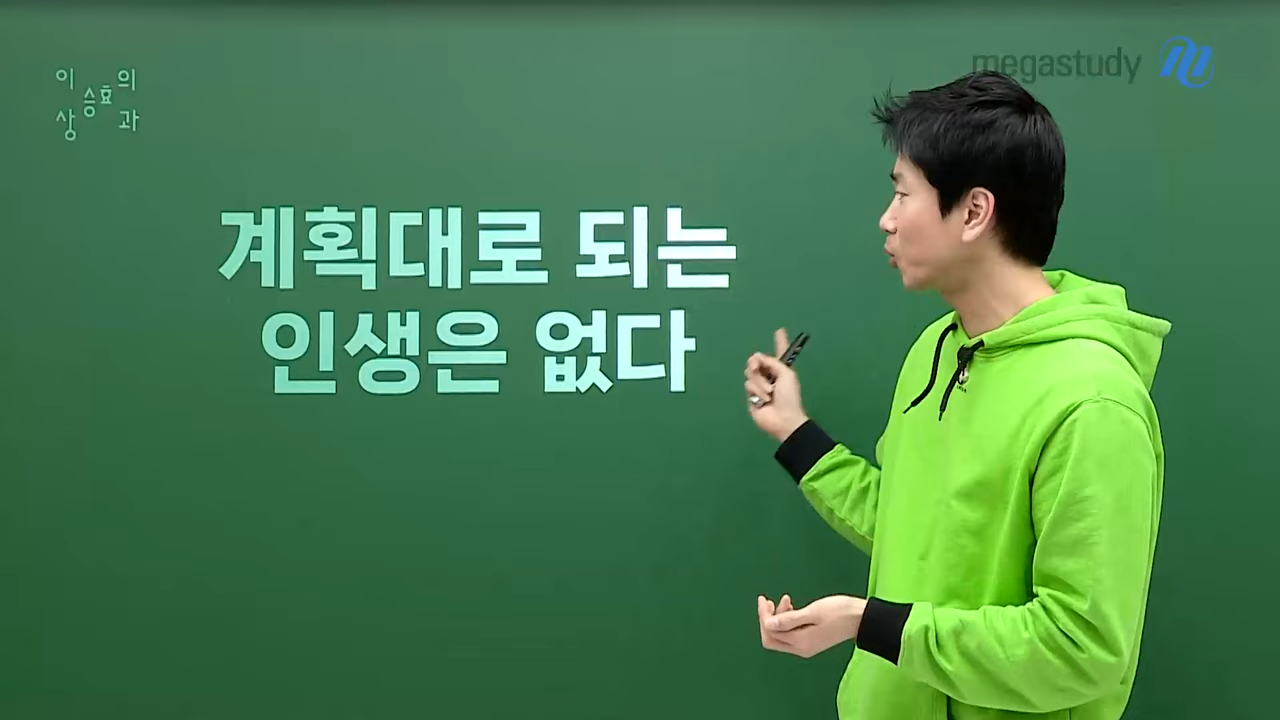 이승효의
상과
megastudy
계획대로 되는
인생은 없다